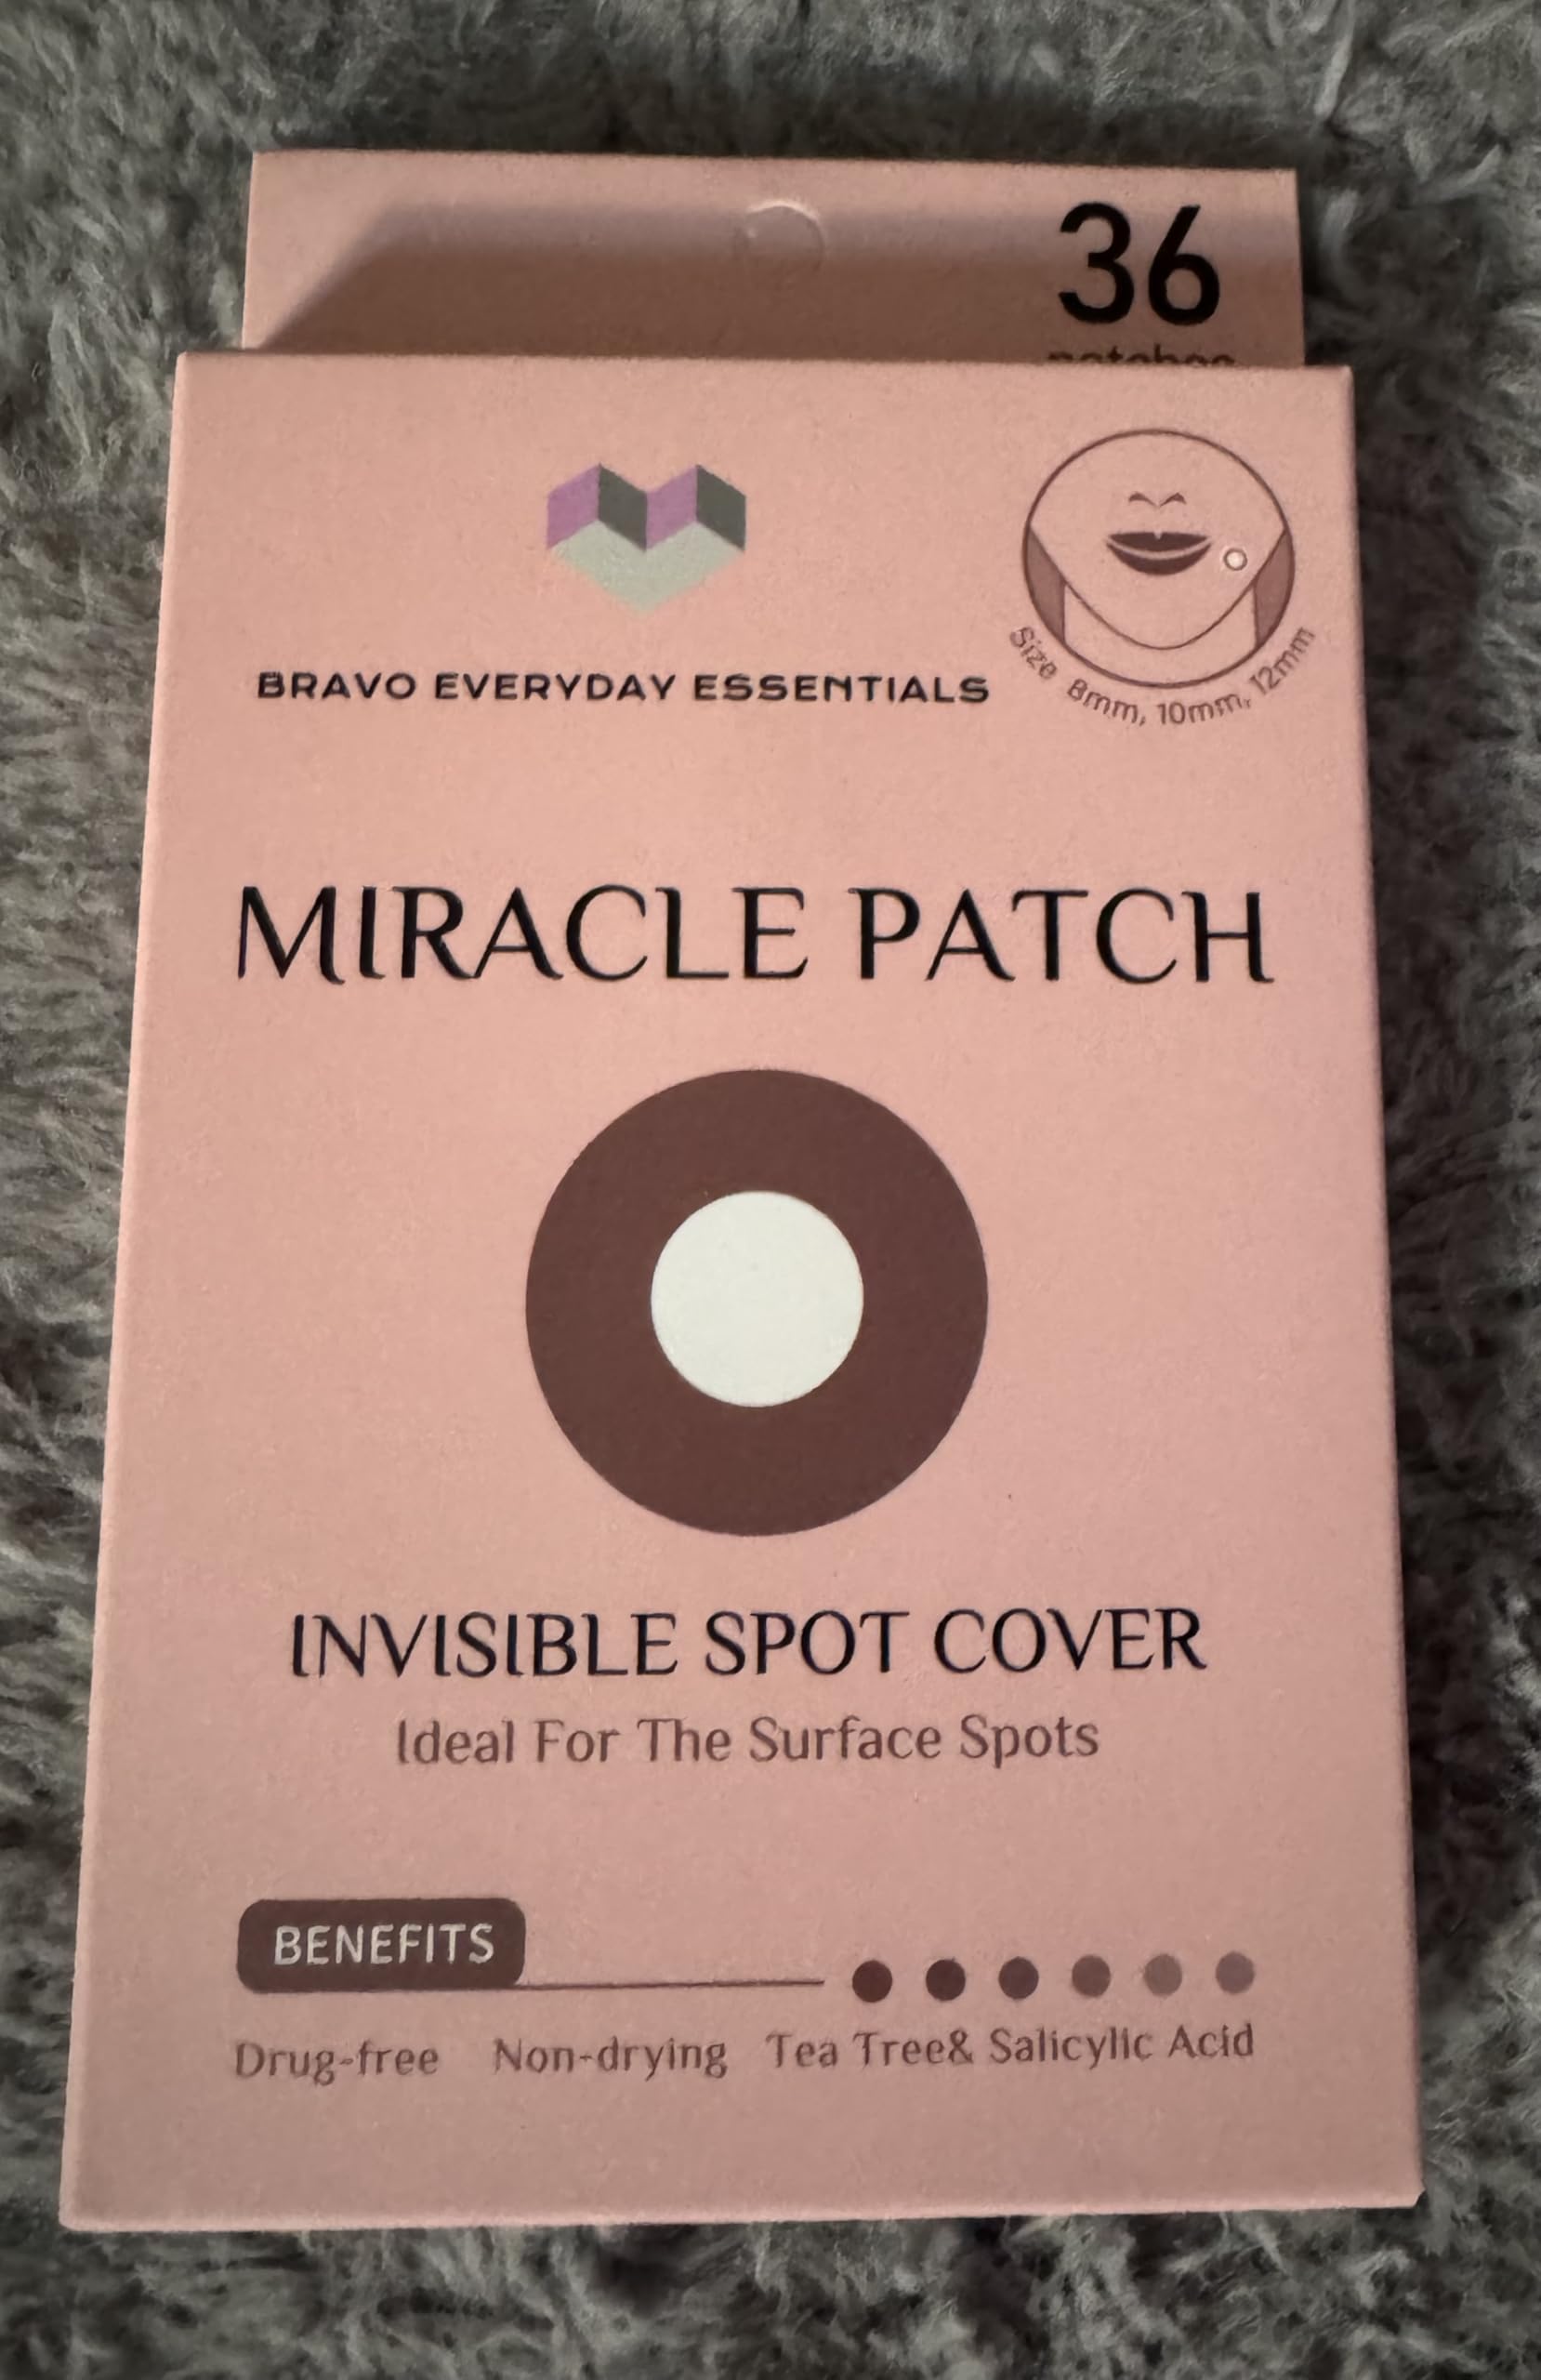 36
patches
BRAVO EVERYDAY ESSENTIALS
Size 8mm, 10mm, 12mm
MIRACLE PATCH
INVISIBLE SPOT COVER
Ideal For The Surface Spots
BENEFITS
Drug-free Non-drying Tea Tree& Salicylic Acid